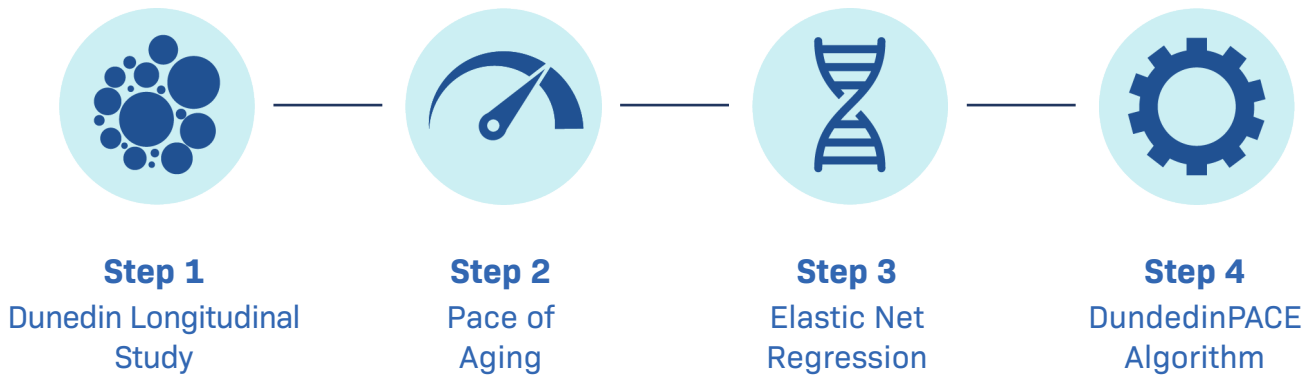 Step 1
Dunedin Longitudinal
Study
Step 2
Pace of
Aging
Step 3
Elastic Net
Regression
Step 4
DundedinPACE
Algorithm